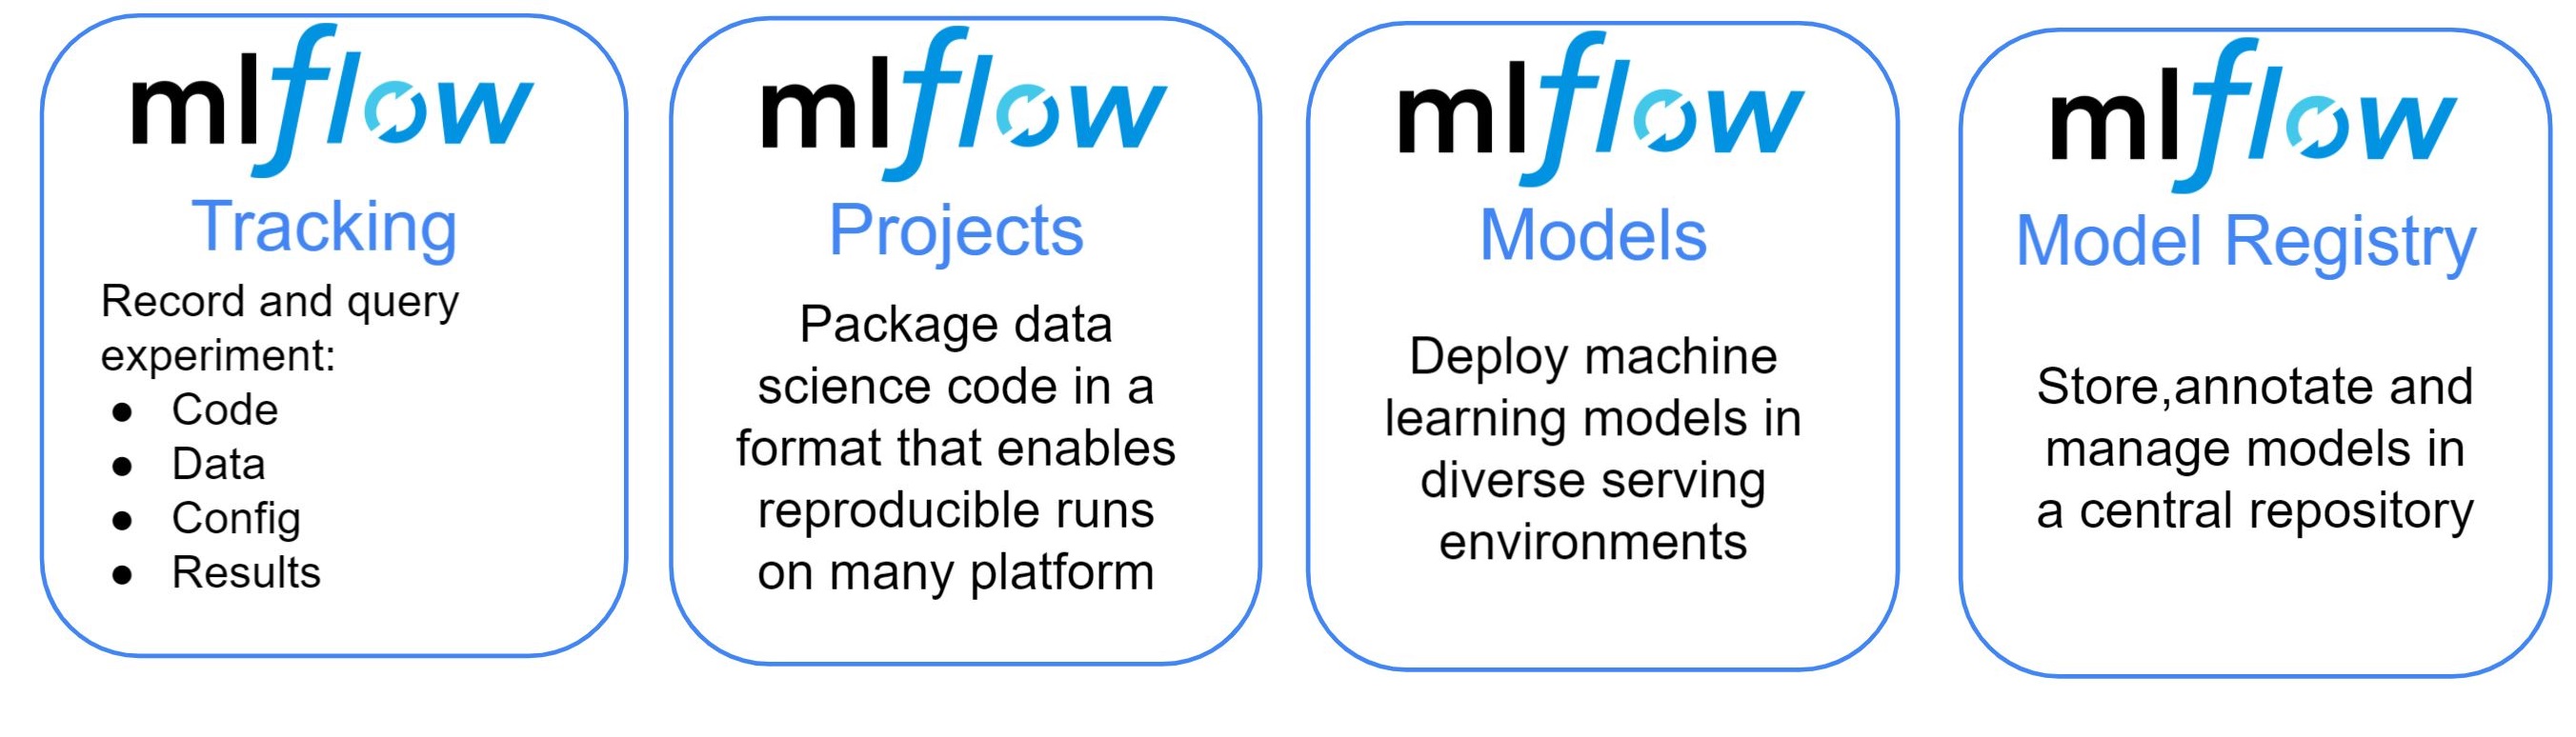 mlflow
Tracking
Record and query
experiment:
● Code
● Data
● Config
● Results
mlflow
Projects
Package data
science code in a
format that enables
reproducible runs
on many platform
mlflow
Models
Deploy machine
learning models in
diverse serving
environments
mlflow
Model Registry
Store,annotate and
manage models in
a central repository